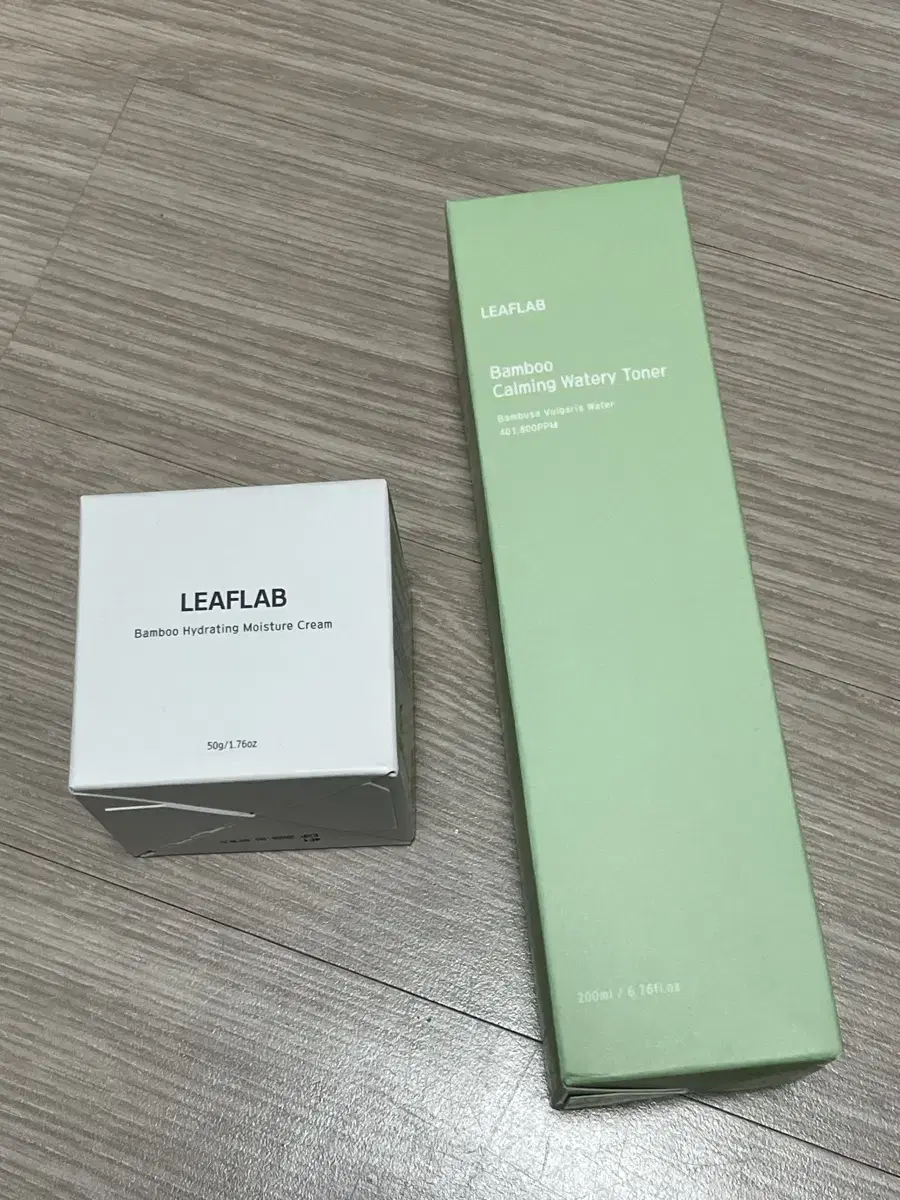 LEAFLAB
Bamboo Hydrating Moisture Cream
50g/1.76oz
LEAFLAB
Bamboo
Calming Watery Toner
Bambusa Vulgaris Water
401,800PPM
200ml / 6.76fl.oz